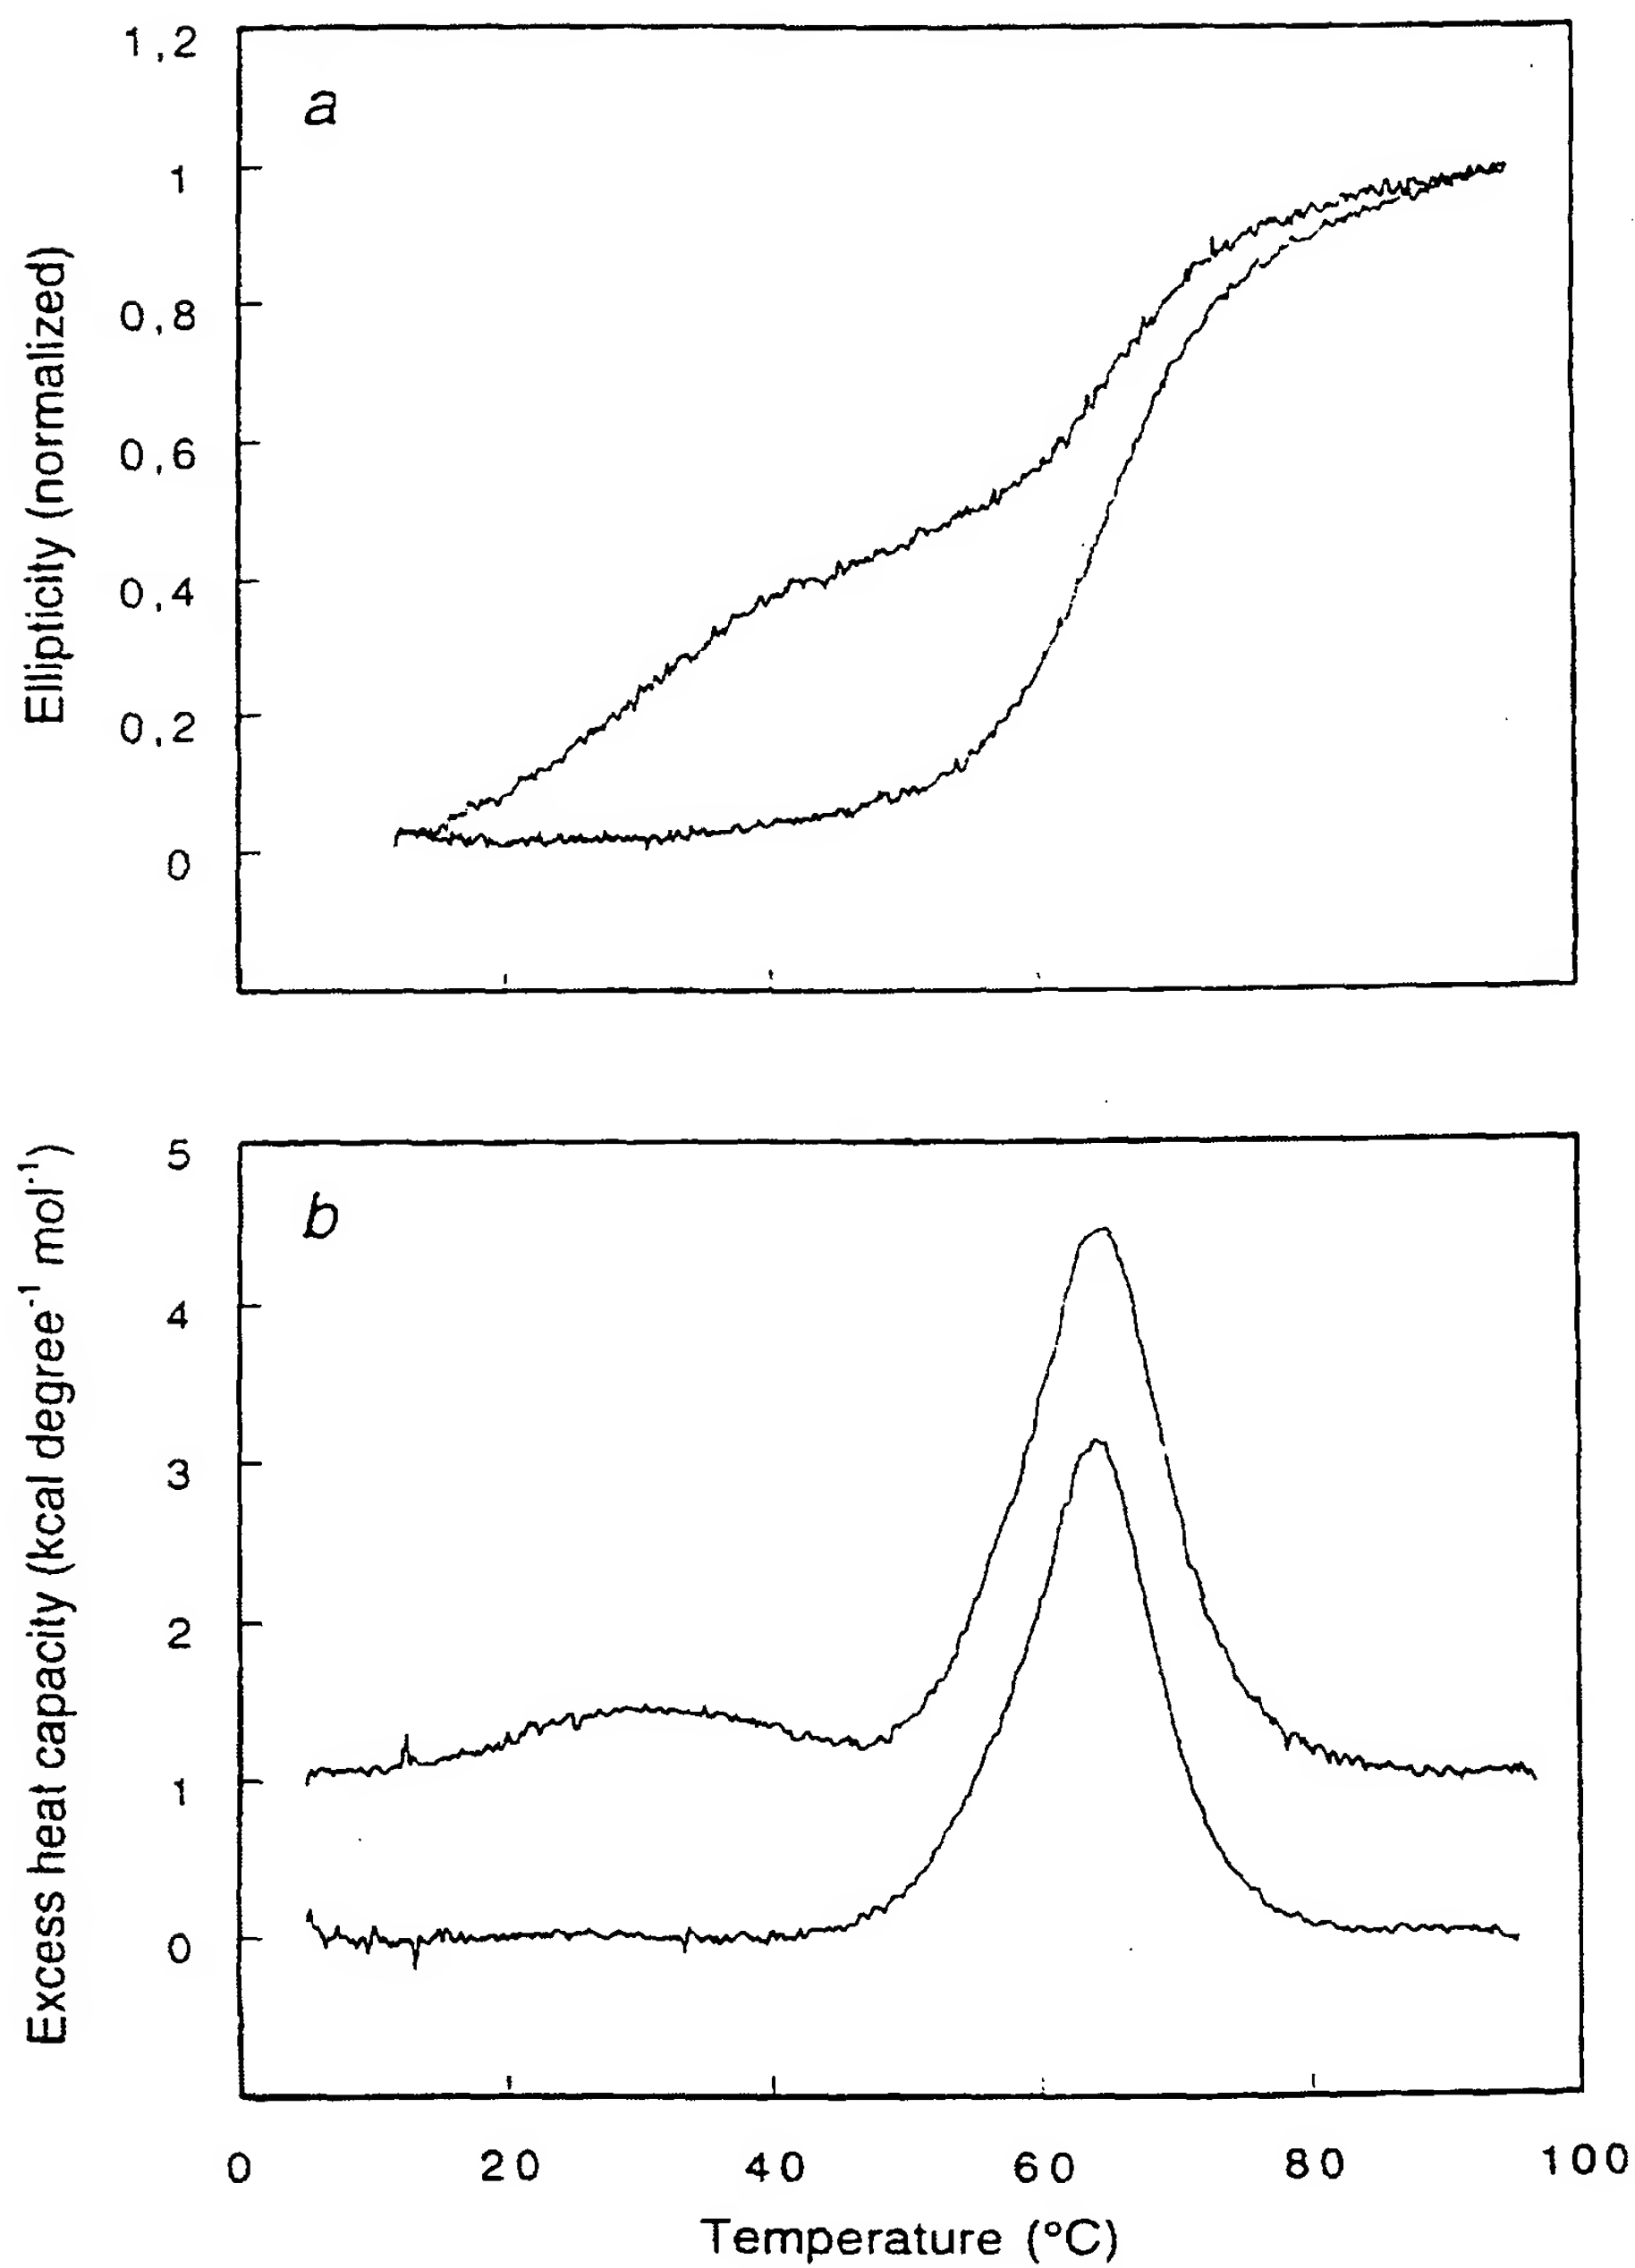 1,2
a
1
0,8
0,6
0,4
0,2
0
Ellipticity (normalized)
5
b
4
3
2
1
0
Excess heat capacity (kcal degree⁻¹ mol⁻¹)
0 20 40 60 80 100
Temperature (°C)